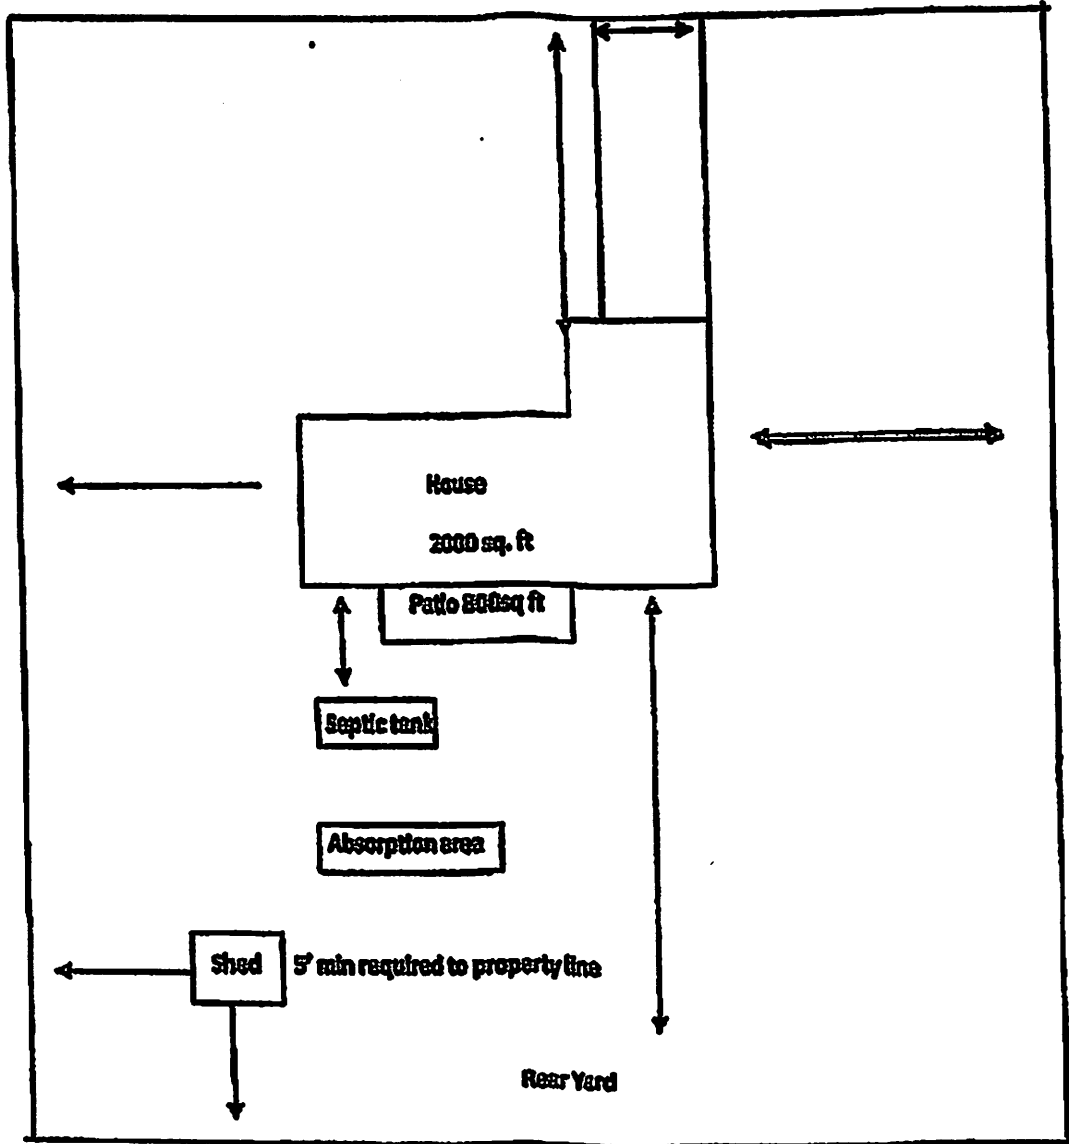 House
2000 sq. ft
Patio 800sq ft
Septic tank
Absorption area
Shed
5' min required to property line
Rear Yard